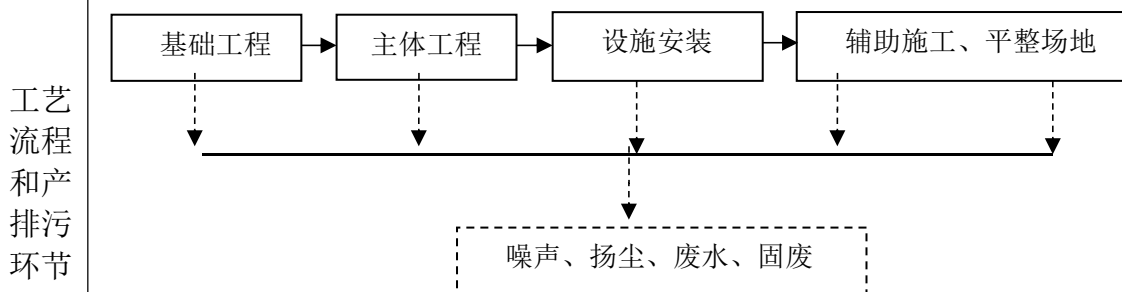 基础工程
主体工程
设施安装
辅助施工、平整场地
工艺
流程
和产
排污
环节
噪声、扬尘、废水、固废